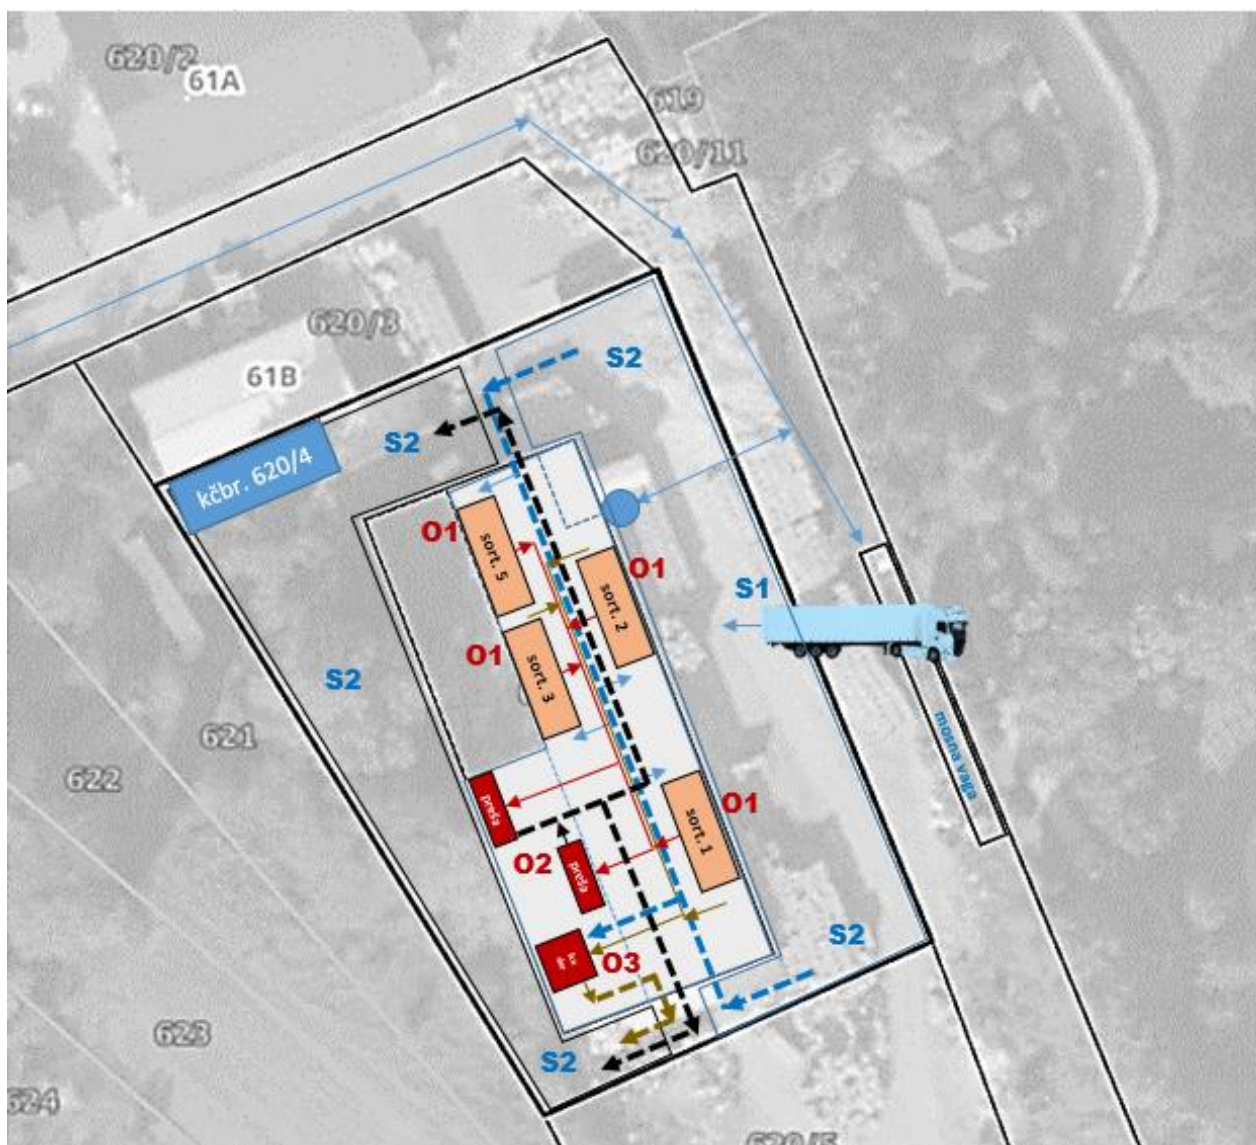 620/2
61A
619
620/11
620/3
S2
61B
S2
kčbr. 620/4
O1
sort. 5
O1
sort. 2
S1
O1
sort. 3
S2
621
mosna vaga
622
preša
O1
sort. 1
O2
preša
S2
O3
623
S2
624
620/5